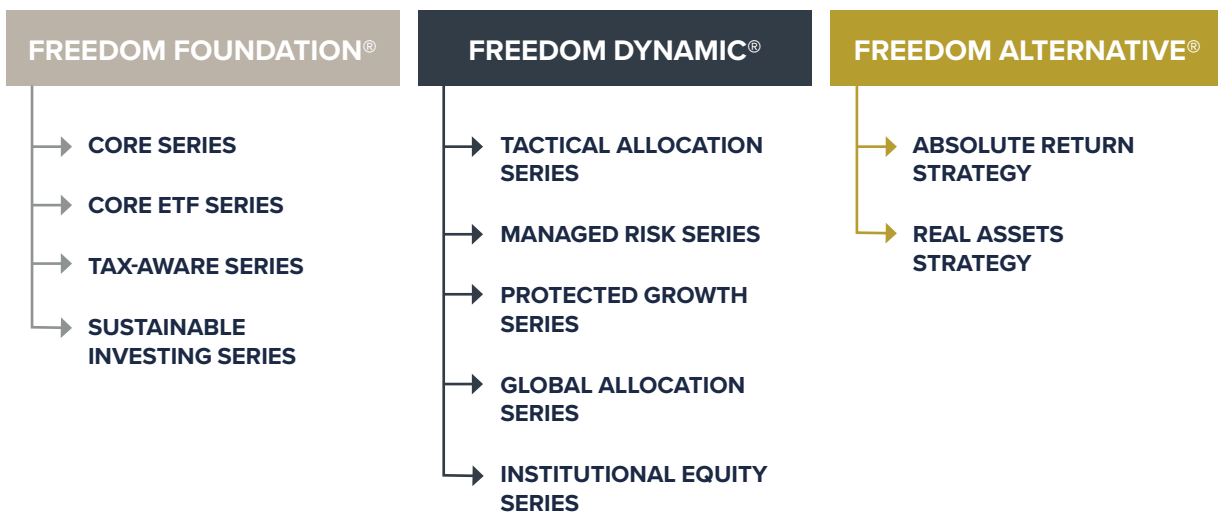 FREEDOM FOUNDATION®
CORE SERIES
CORE ETF SERIES
TAX-AWARE SERIES
SUSTAINABLE
INVESTING SERIES
FREEDOM DYNAMIC®
TACTICAL ALLOCATION
SERIES
MANAGED RISK SERIES
PROTECTED GROWTH
SERIES
GLOBAL ALLOCATION
SERIES
INSTITUTIONAL EQUITY
SERIES
FREEDOM ALTERNATIVE®
ABSOLUTE RETURN
STRATEGY
REAL ASSETS
STRATEGY